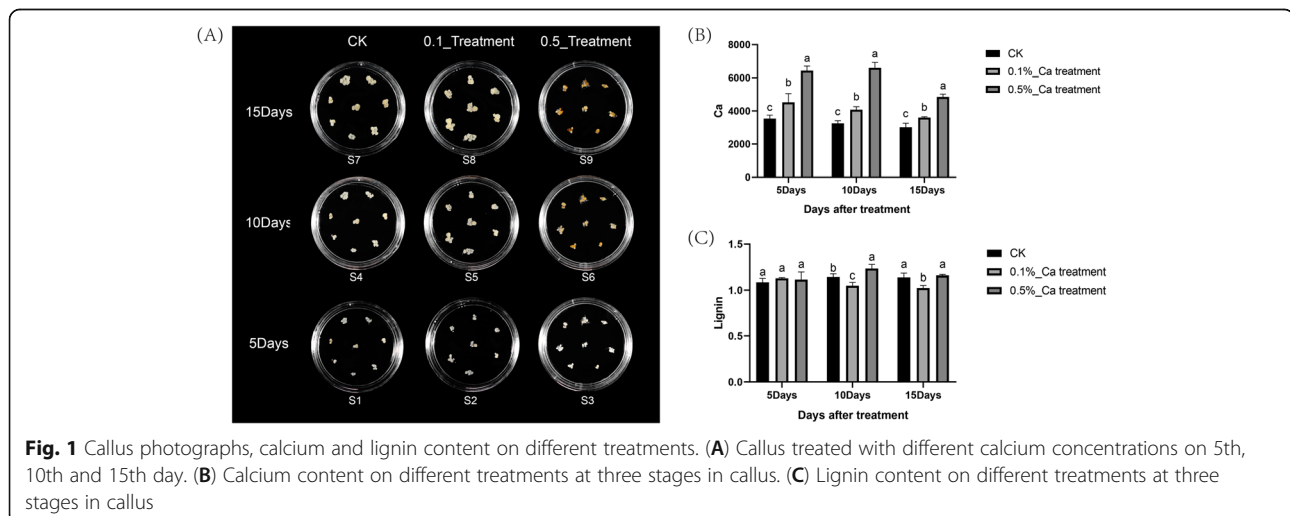 (A)
CK 0.1_Treatment 0.5_Treatment
15Days
S7 S8 S9
10Days
S4 S5 S6
5Days
S1 S2 S3
(B)
8000
6000
4000
2000
0
Ca
c b a
c b a
c b a
5Days 10Days 15Days
Days after treatment
CK
0.1%_Ca treatment
0.5%_Ca treatment
(C)
1.5
1.0
0.5
0.0
Lignin
a a a
b c a
a b a
5Days 10Days 15Days
Days after treatment
CK
0.1%_Ca treatment
0.5%_Ca treatment
Fig. 1 Callus photographs, calcium and lignin content on different treatments. (A) Callus treated with different calcium concentrations on 5th,
10th and 15th day. (B) Calcium content on different treatments at three stages in callus. (C) Lignin content on different treatments at three
stages in callus